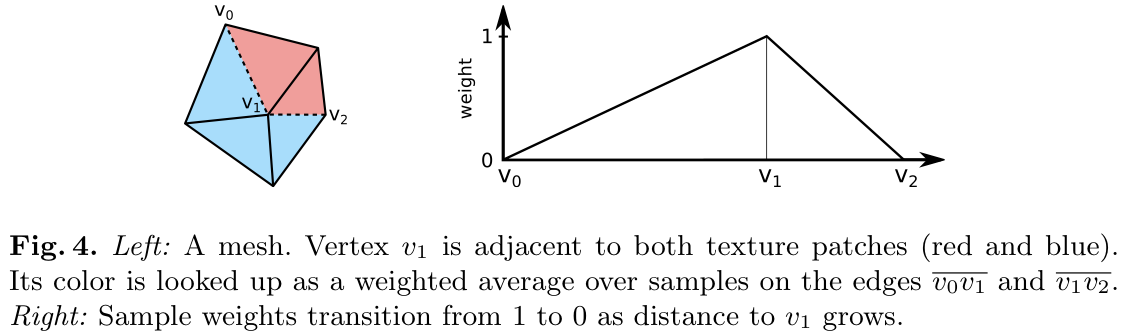 v₀
v₁
v₂
1
weight
0
v₀
v₁
v₂
Fig. 4. Left: A mesh. Vertex v₁ is adjacent to both texture patches (red and blue).
Its color is looked up as a weighted average over samples on the edges v₀v₁ and v₁v₂.
Right: Sample weights transition from 1 to 0 as distance to v₁ grows.